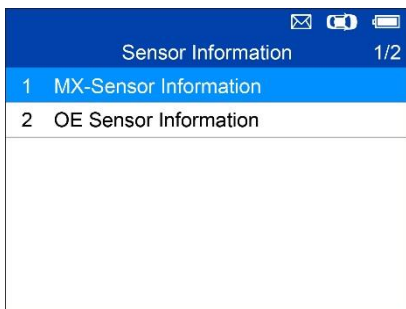 Sensor Information 1/2
1 MX-Sensor Information
2 OE Sensor Information